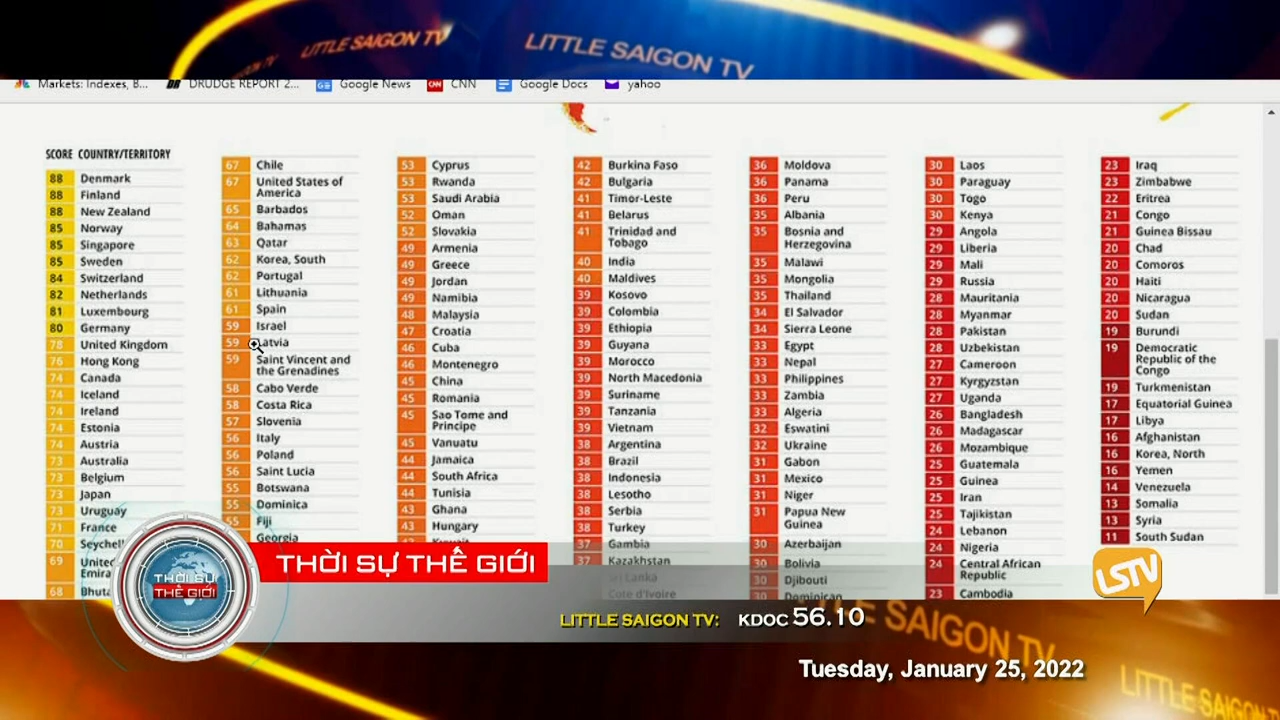 LITTLE SAIGON TV
LITTLE SAIGON TV
Markets: Indexes, B... DRUDGE REPORT 2... Google News CNN Google Docs yahoo
SCORE COUNTRY/TERRITORY
88 Denmark
88 Finland
88 New Zealand
85 Norway
85 Singapore
85 Sweden
84 Switzerland
82 Netherlands
81 Luxembourg
80 Germany
78 United Kingdom
76 Hong Kong
74 Canada
74 Iceland
74 Ireland
74 Estonia
74 Austria
73 Australia
73 Belgium
73 Japan
73 Uruguay
71 France
70 Seychell
69 United
Emira
68 Bhuta
67 Chile
67 United States of
America
65 Barbados
64 Bahamas
63 Qatar
62 Korea, South
62 Portugal
61 Lithuania
61 Spain
59 Israel
59 Latvia
59 Saint Vincent and
the Grenadines
58 Cabo Verde
58 Costa Rica
57 Slovenia
56 Italy
56 Poland
56 Saint Lucia
55 Botswana
55 Dominica
55 Fiji
Georgia
53 Cyprus
53 Rwanda
53 Saudi Arabia
52 Oman
52 Slovakia
49 Armenia
49 Greece
49 Jordan
49 Namibia
48 Malaysia
47 Croatia
46 Cuba
46 Montenegro
45 China
45 Romania
45 Sao Tome and
Principe
45 Vanuatu
44 Jamaica
44 South Africa
44 Tunisia
43 Ghana
43 Hungary
42 Burkina Faso
42 Bulgaria
41 Timor-Leste
41 Belarus
41 Trinidad and
Tobago
40 India
40 Maldives
39 Kosovo
39 Colombia
39 Ethiopia
39 Guyana
39 Morocco
39 North Macedonia
39 Suriname
39 Tanzania
39 Vietnam
38 Argentina
38 Brazil
38 Indonesia
38 Lesotho
38 Serbia
38 Turkey
37 Gambia
37 Kazakhstan
Sri Lanka
Cote d'Ivoire
36 Moldova
36 Panama
36 Peru
35 Albania
35 Bosnia and
Herzegovina
35 Malawi
35 Mongolia
35 Thailand
34 El Salvador
34 Sierra Leone
33 Egypt
33 Nepal
33 Philippines
33 Zambia
33 Algeria
32 Eswatini
32 Ukraine
31 Gabon
31 Mexico
31 Niger
31 Papua New
Guinea
30 Azerbaijan
30 Bolivia
30 Djibouti
30 Dominican
30 Laos
30 Paraguay
30 Togo
30 Kenya
29 Angola
29 Liberia
29 Mali
29 Russia
28 Mauritania
28 Myanmar
28 Pakistan
28 Uzbekistan
27 Cameroon
27 Kyrgyzstan
27 Uganda
26 Bangladesh
26 Madagascar
26 Mozambique
25 Guatemala
25 Guinea
25 Iran
25 Tajikistan
24 Lebanon
24 Nigeria
24 Central African
Republic
23 Cambodia
23 Iraq
23 Zimbabwe
22 Eritrea
21 Congo
21 Guinea Bissau
20 Chad
20 Comoros
20 Haiti
20 Nicaragua
20 Sudan
19 Burundi
19 Democratic
Republic of the
Congo
19 Turkmenistan
17 Equatorial Guinea
17 Libya
16 Afghanistan
16 Korea, North
16 Yemen
14 Venezuela
13 Somalia
13 Syria
11 South Sudan
THỜI SỰ
THẾ GIỚI
THỜI SỰ THẾ GIỚI
LSTV
LITTLE SAIGON TV: KDOC 56.10
Tuesday, January 25, 2022
SAIGON TV
LITTLE SAIGON T